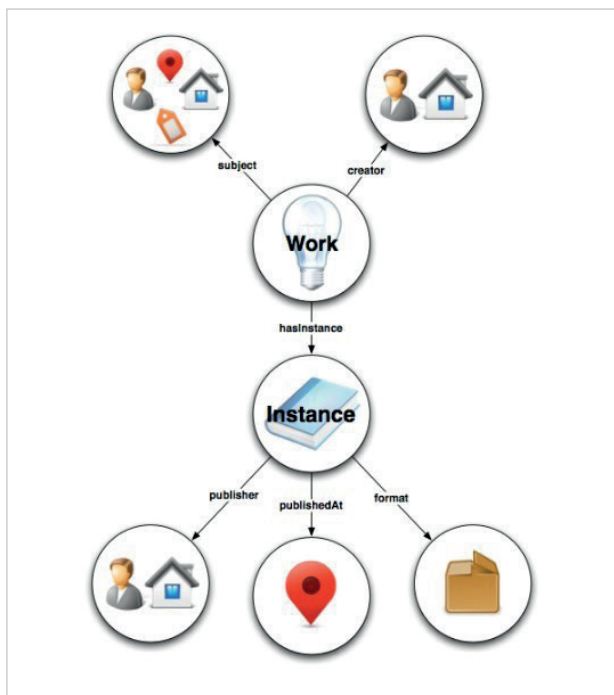 subject
creator
Work
hasInstance
Instance
publisher
publishedAt
format